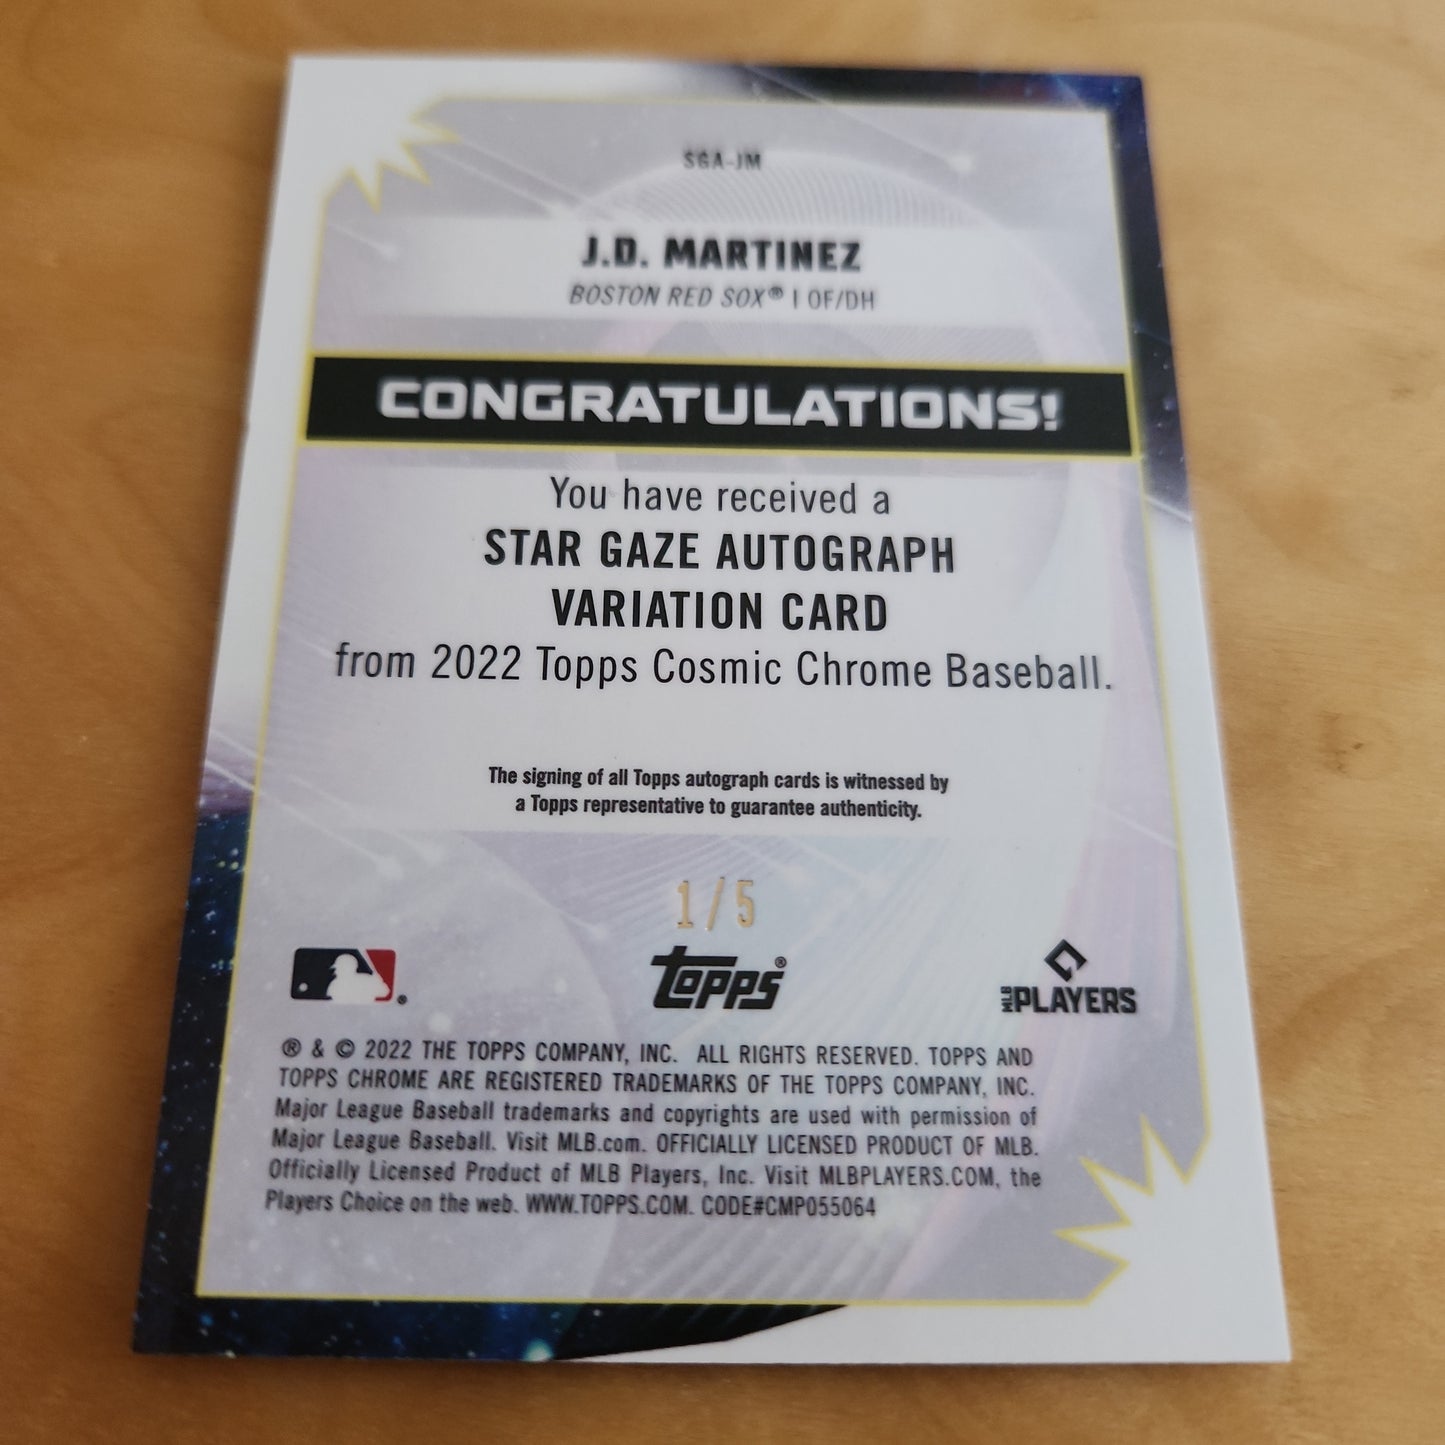 SGA-JM
J.D. MARTINEZ
BOSTON RED SOX® | OF/DH
CONGRATULATIONS!
You have received a
STAR GAZE AUTOGRAPH
VARIATION CARD
from 2022 Topps Cosmic Chrome Baseball.
The signing of all Topps autograph cards is witnessed by
a Topps representative to guarantee authenticity.
1/5
® topps® MLB PLAYERS
® & © 2022 THE TOPPS COMPANY, INC. ALL RIGHTS RESERVED. TOPPS AND
TOPPS CHROME ARE REGISTERED TRADEMARKS OF THE TOPPS COMPANY, INC.
Major League Baseball trademarks and copyrights are used with permission of
Major League Baseball. Visit MLB.com. OFFICIALLY LICENSED PRODUCT OF MLB.
Officially Licensed Product of MLB Players, Inc. Visit MLBPLAYERS.COM, the
Players Choice on the web. WWW.TOPPS.COM. CODE#CMP055064